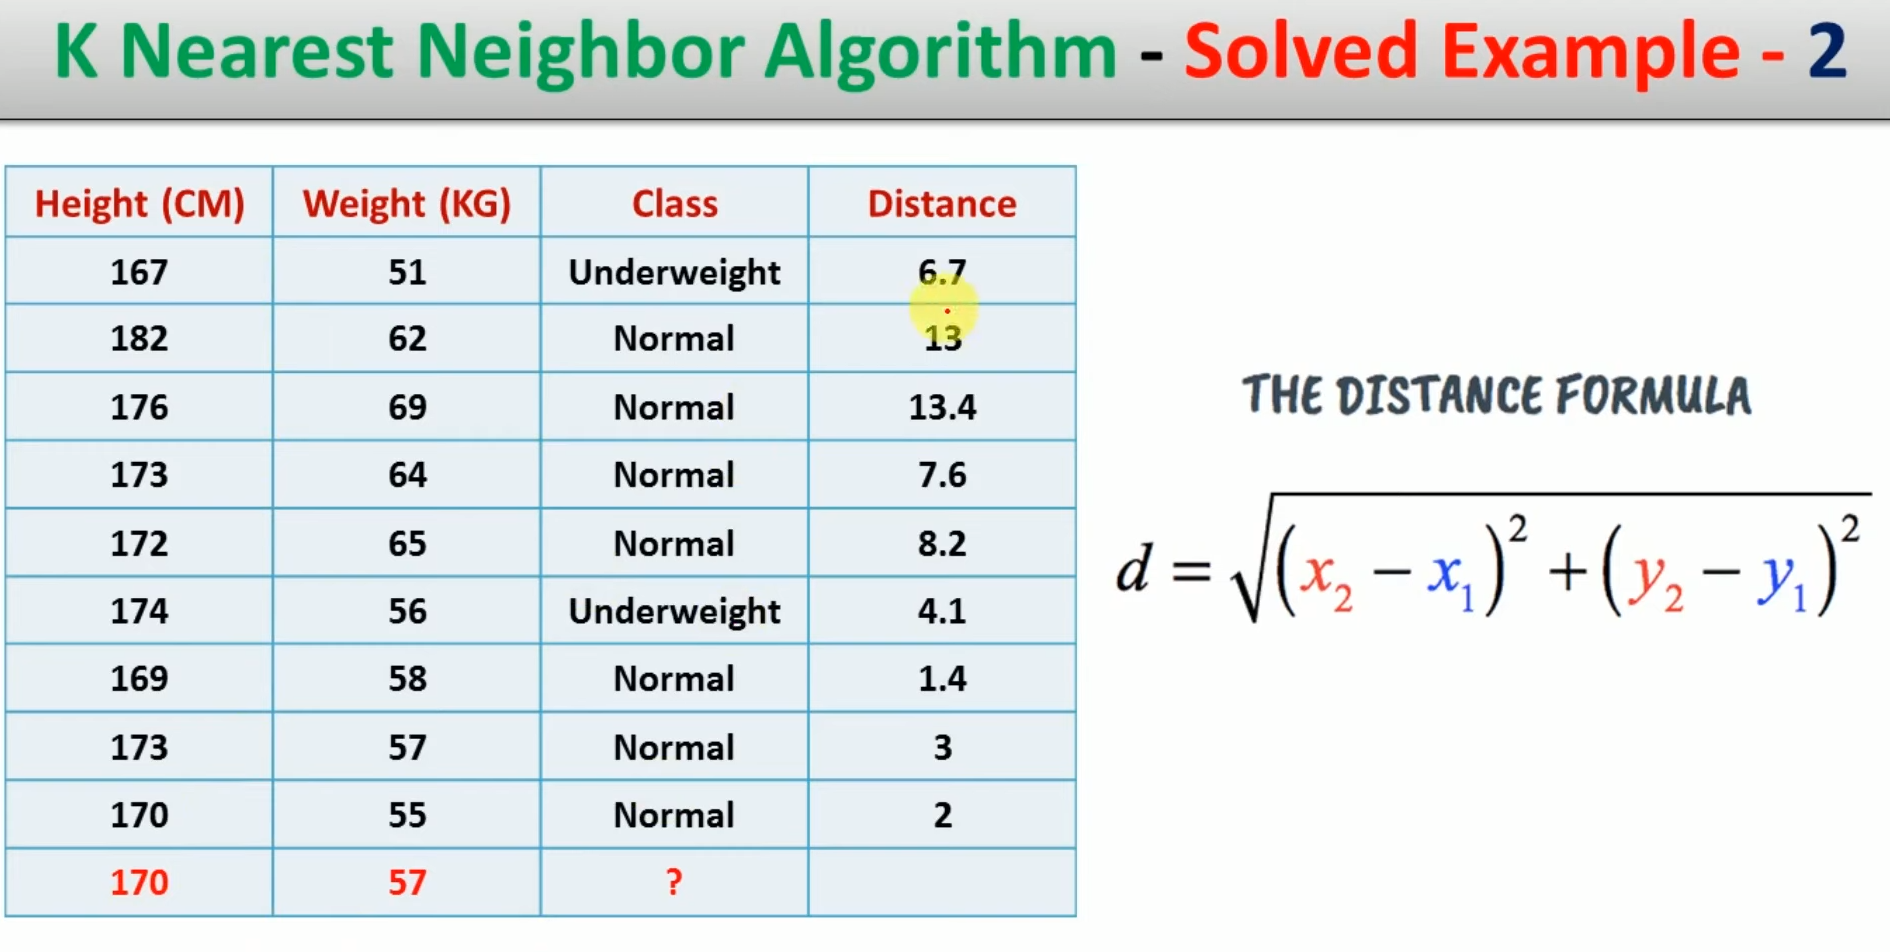 K Nearest Neighbor Algorithm - Solved Example - 2
Height (CM) Weight (KG) Class Distance
167 51 Underweight 6.7
182 62 Normal 13
176 69 Normal 13.4
173 64 Normal 7.6
172 65 Normal 8.2
174 56 Underweight 4.1
169 58 Normal 1.4
173 57 Normal 3
170 55 Normal 2
170 57 ?
THE DISTANCE FORMULA
d = √(x₂ − x₁)² + (y₂ − y₁)²